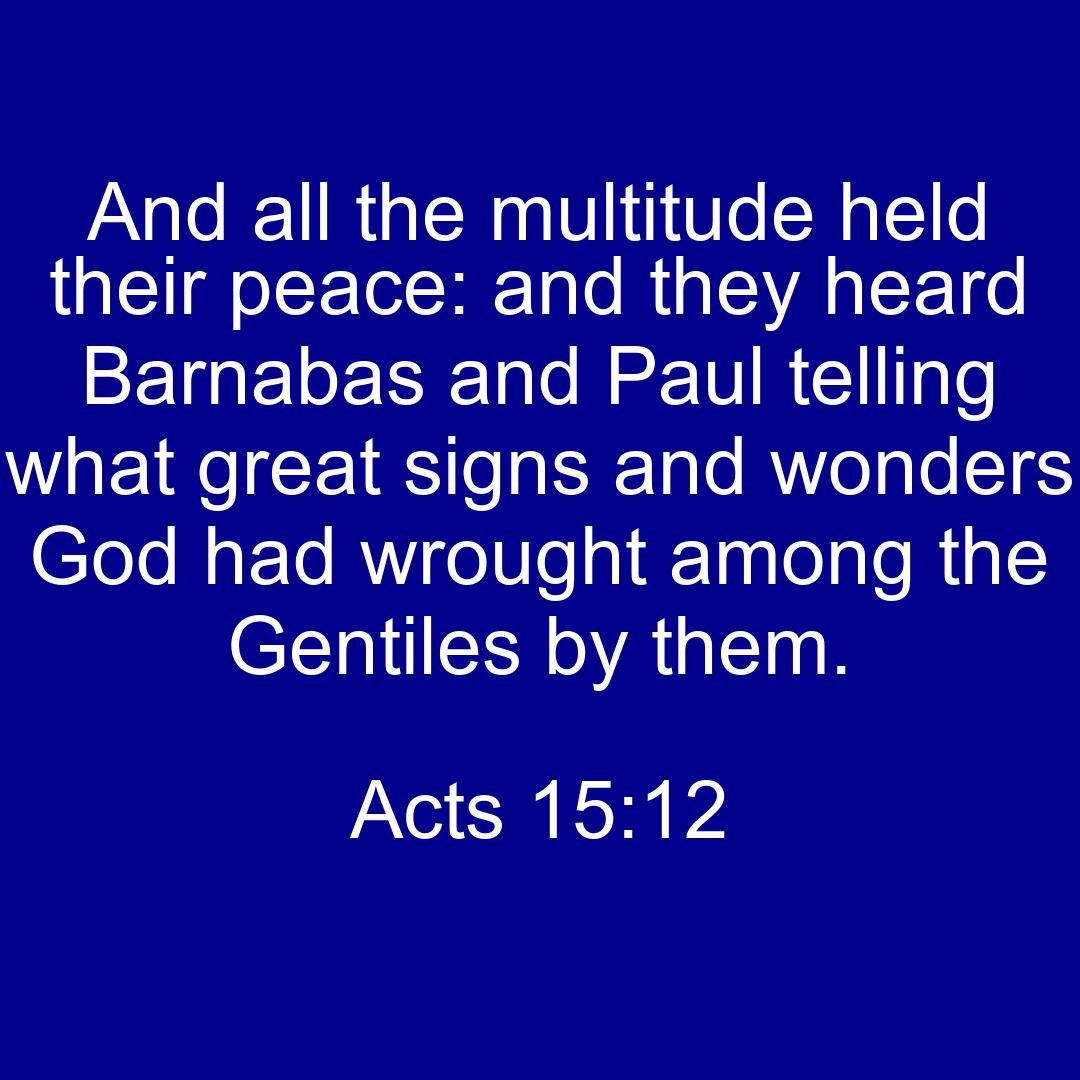 And all the multitude held
their peace: and they heard
Barnabas and Paul telling
what great signs and wonders
God had wrought among the
Gentiles by them.
Acts 15:12